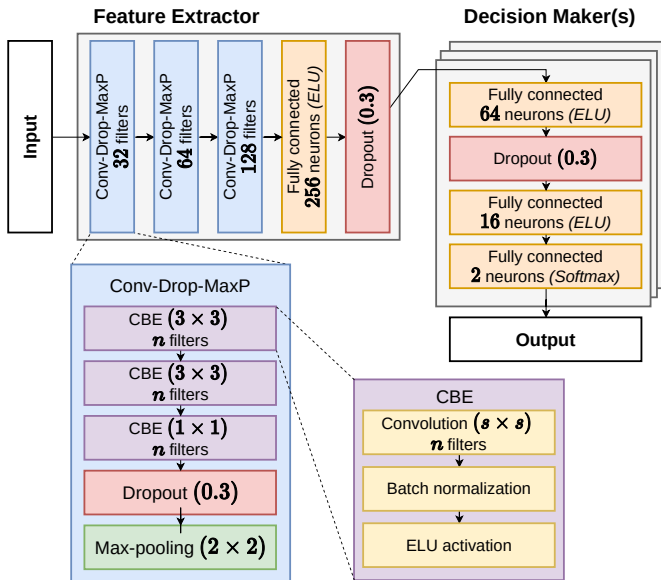 Feature Extractor
Decision Maker(s)
Input
Conv-Drop-MaxP
32 filters
Conv-Drop-MaxP
64 filters
Conv-Drop-MaxP
128 filters
Fully connected
256 neurons (ELU)
Dropout (0.3)
Fully connected
64 neurons (ELU)
Dropout (0.3)
Fully connected
16 neurons (ELU)
Fully connected
2 neurons (Softmax)
Output
Conv-Drop-MaxP
CBE (3 × 3)
n filters
CBE (3 × 3)
n filters
CBE (1 × 1)
n filters
Dropout (0.3)
Max-pooling (2 × 2)
CBE
Convolution (s × s)
n filters
Batch normalization
ELU activation